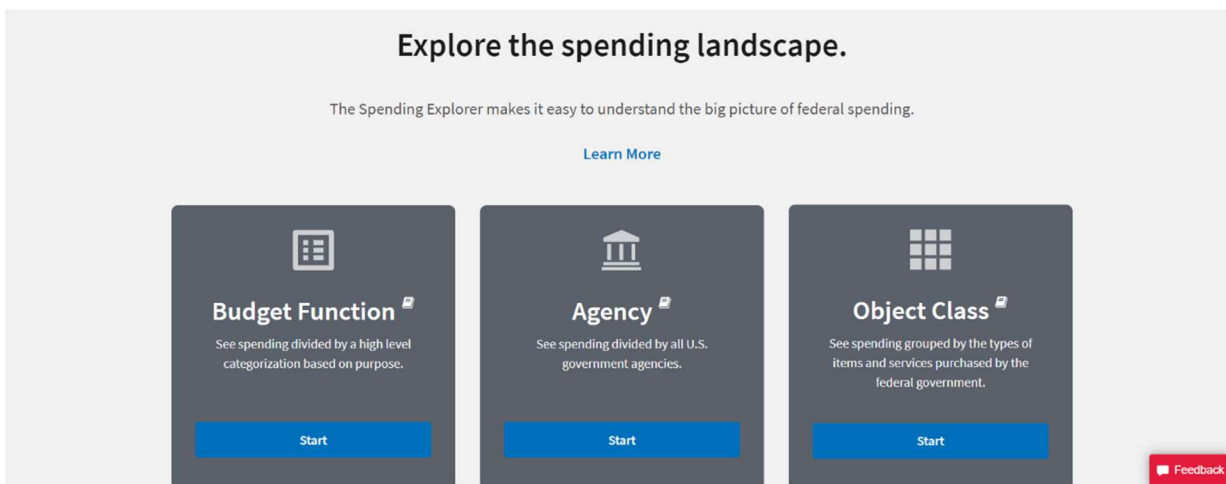 Explore the spending landscape.
The Spending Explorer makes it easy to understand the big picture of federal spending.
Learn More
Budget Function
See spending divided by a high level
categorization based on purpose.
Start
Agency
See spending divided by all U.S.
government agencies.
Start
Object Class
See spending grouped by the types of
items and services purchased by the
federal government.
Start
Feedback